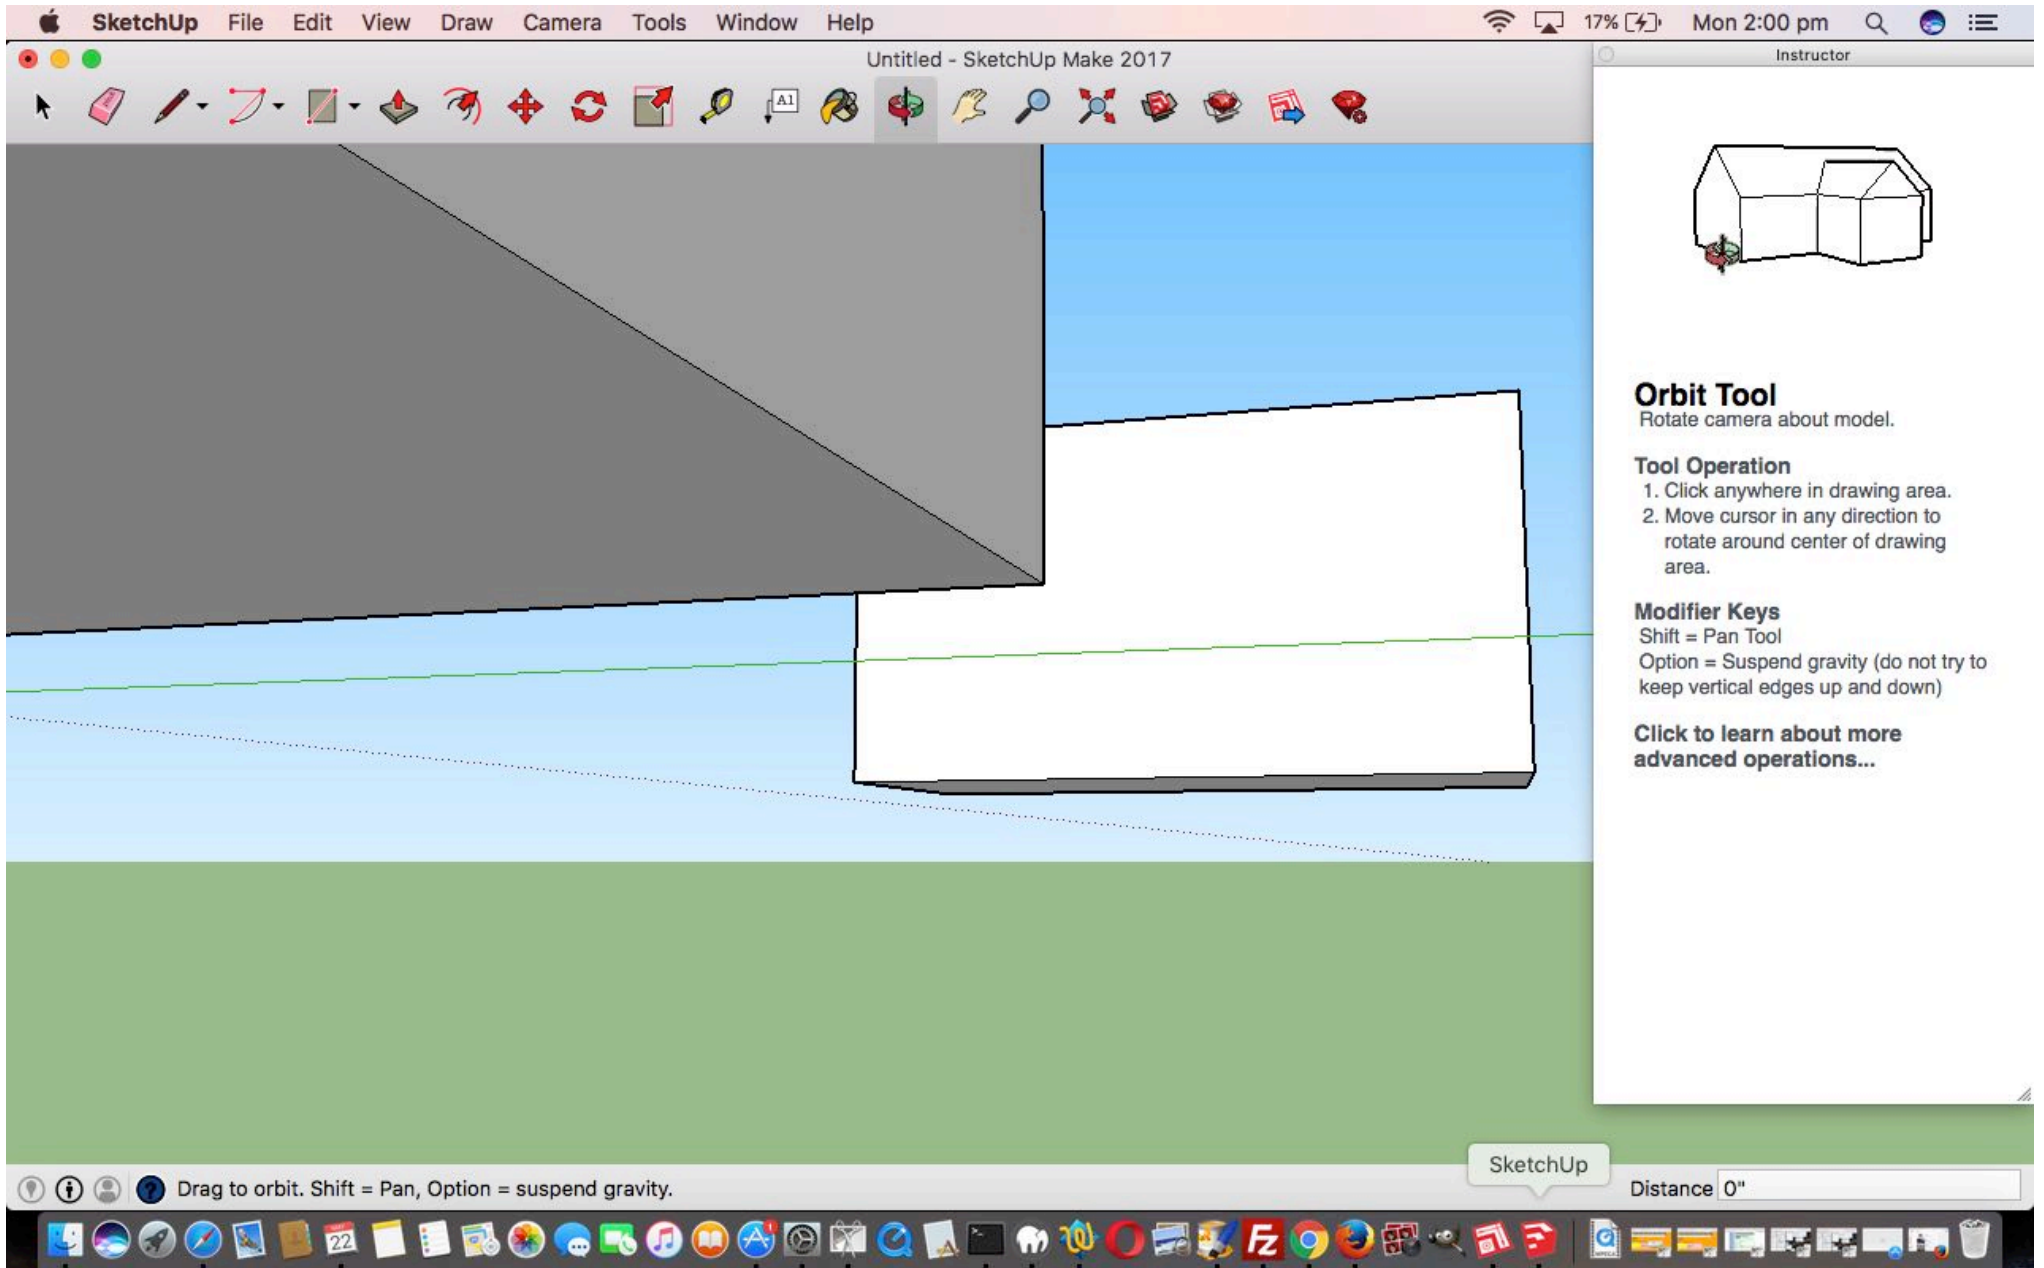 SketchUp File Edit View Draw Camera Tools Window Help 17% Mon 2:00 pm
Untitled - SketchUp Make 2017
Instructor
A1
Orbit Tool
Rotate camera about model.
Tool Operation
1. Click anywhere in drawing area.
2. Move cursor in any direction to
rotate around center of drawing
area.
Modifier Keys
Shift = Pan Tool
Option = Suspend gravity (do not try to
keep vertical edges up and down)
Click to learn about more
advanced operations...
SketchUp
Drag to orbit. Shift = Pan, Option = suspend gravity.
Distance 0"
22
1
Fz